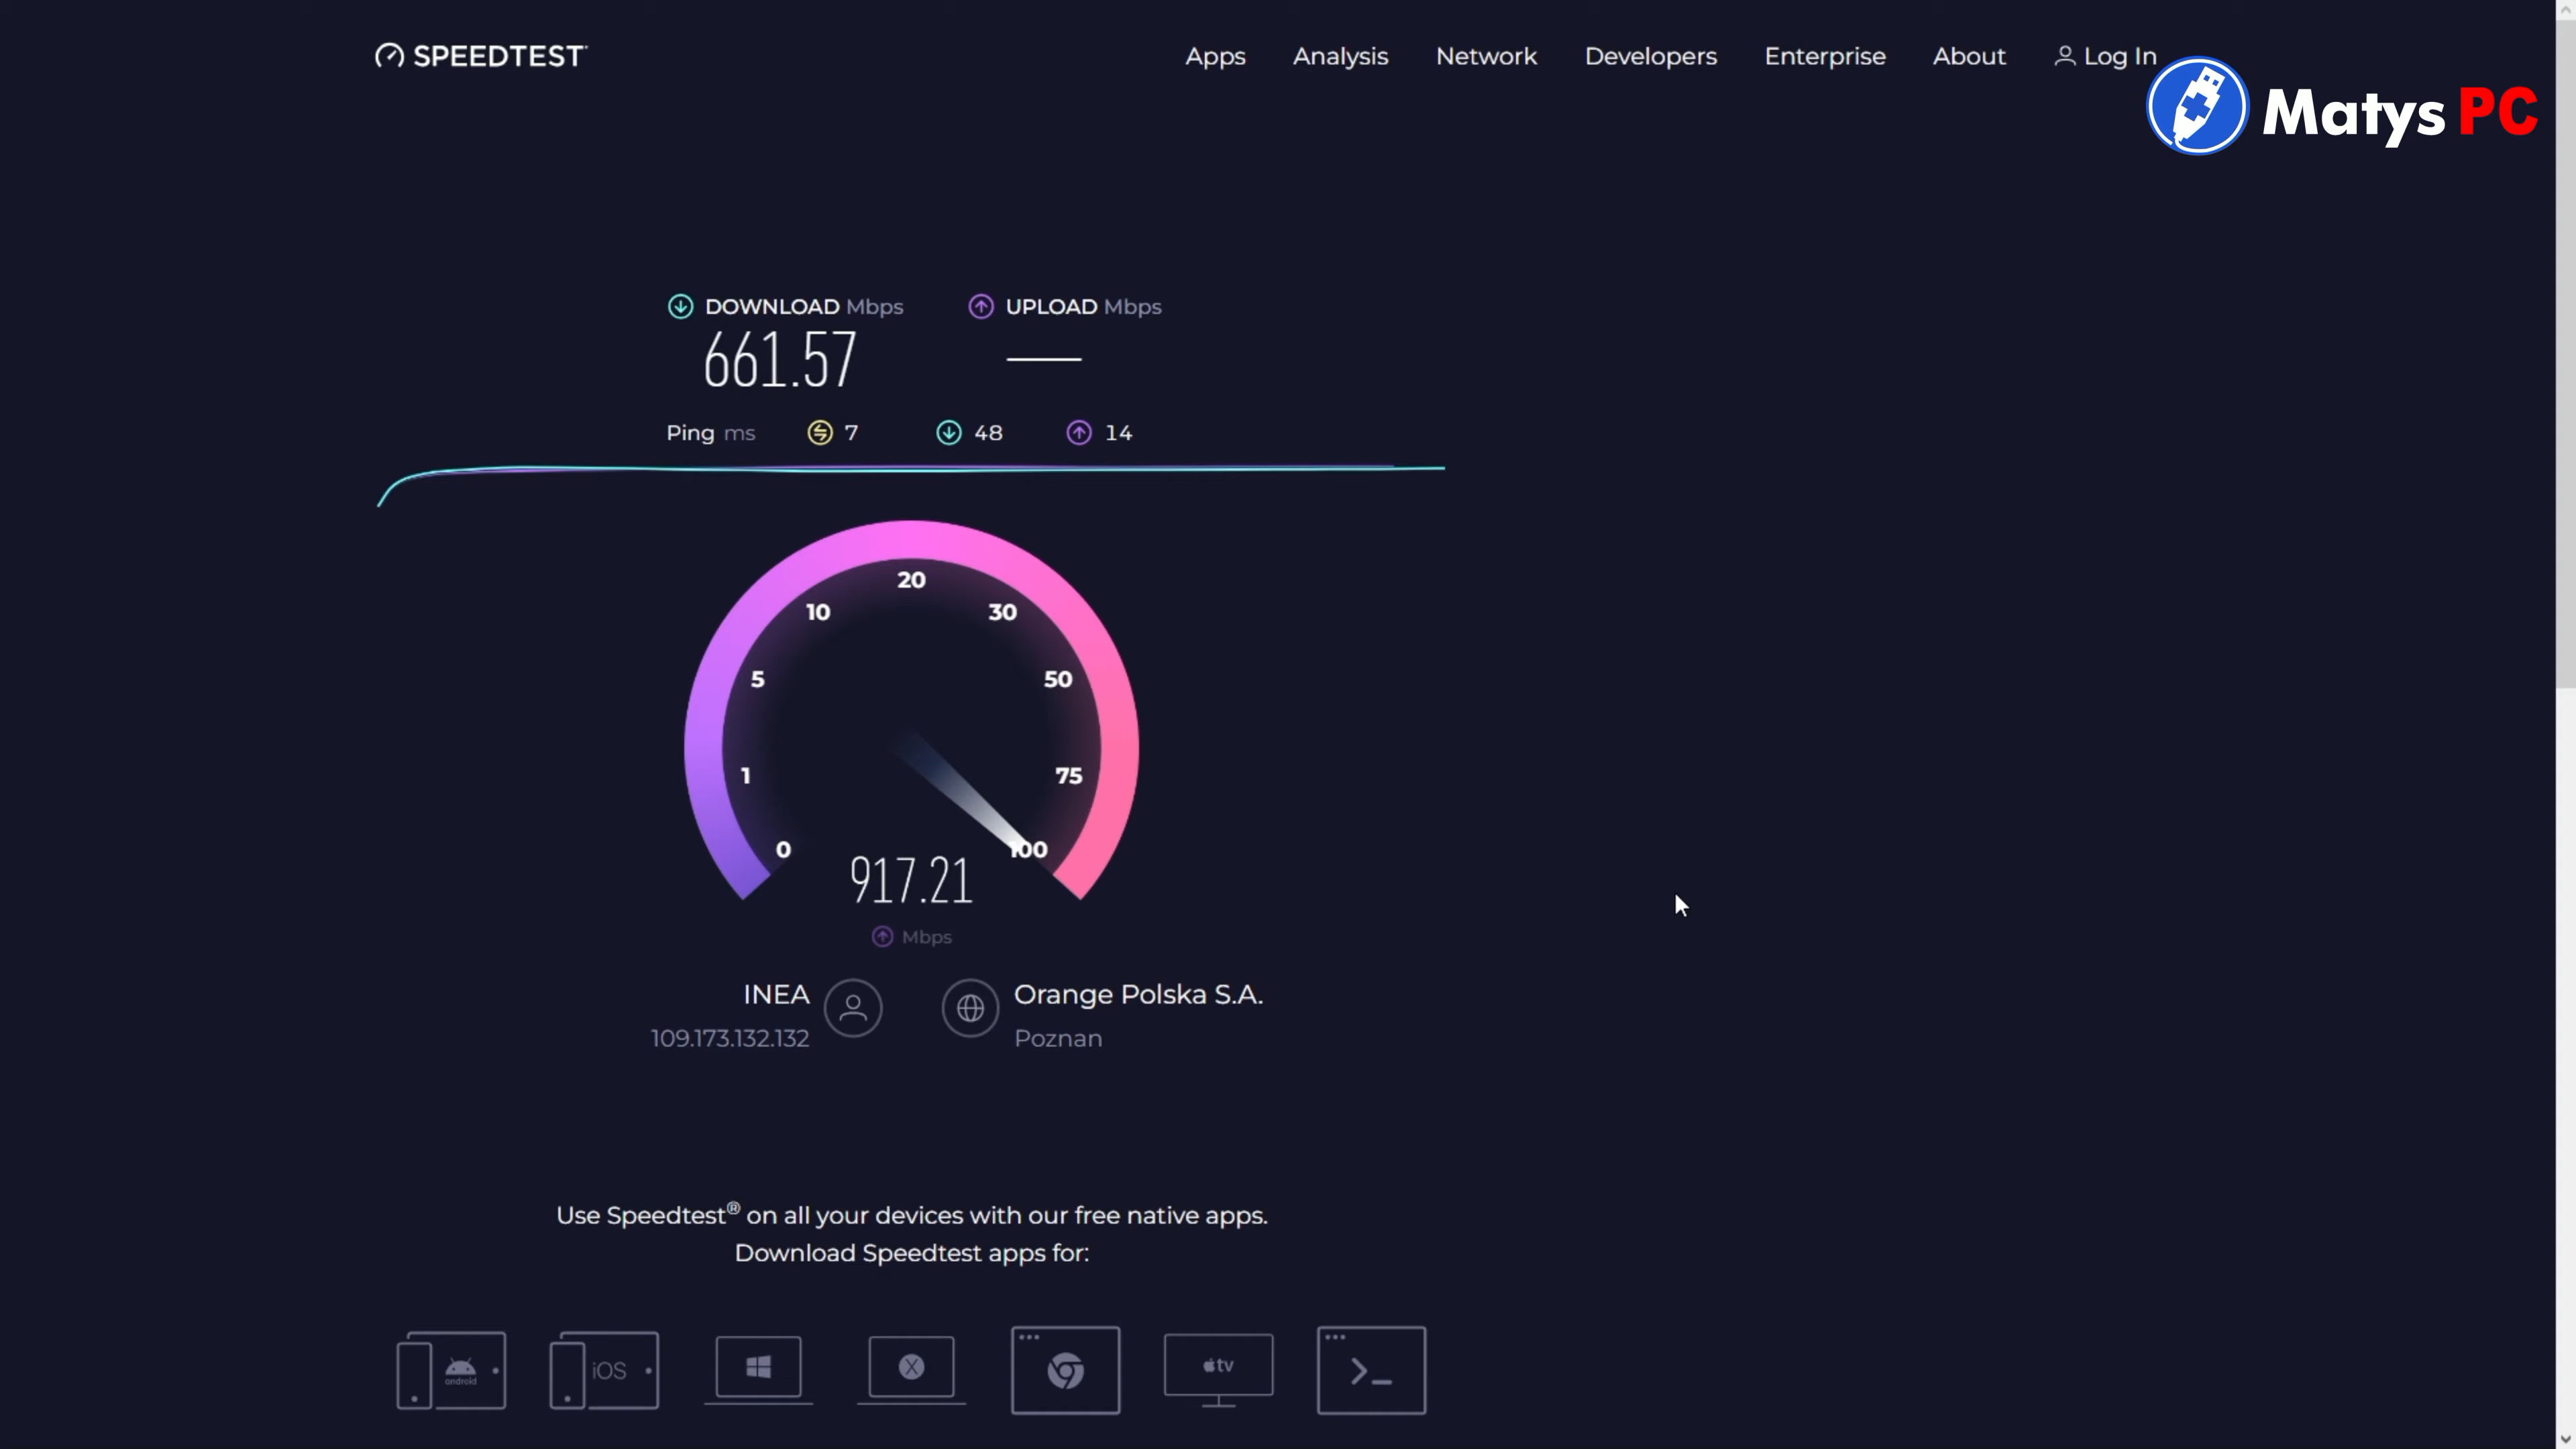 SPEEDTEST
Apps Analysis Network Developers Enterprise About Log In
Matys PC
DOWNLOAD Mbps UPLOAD Mbps
661.57
Ping ms 7 48 14
20
10 30
5 50
1 75
0 100
917.21
Mbps
INEA Orange Polska S.A.
109.173.132.132 Poznan
Use Speedtest® on all your devices with our free native apps.
Download Speedtest apps for:
android iOS X tv